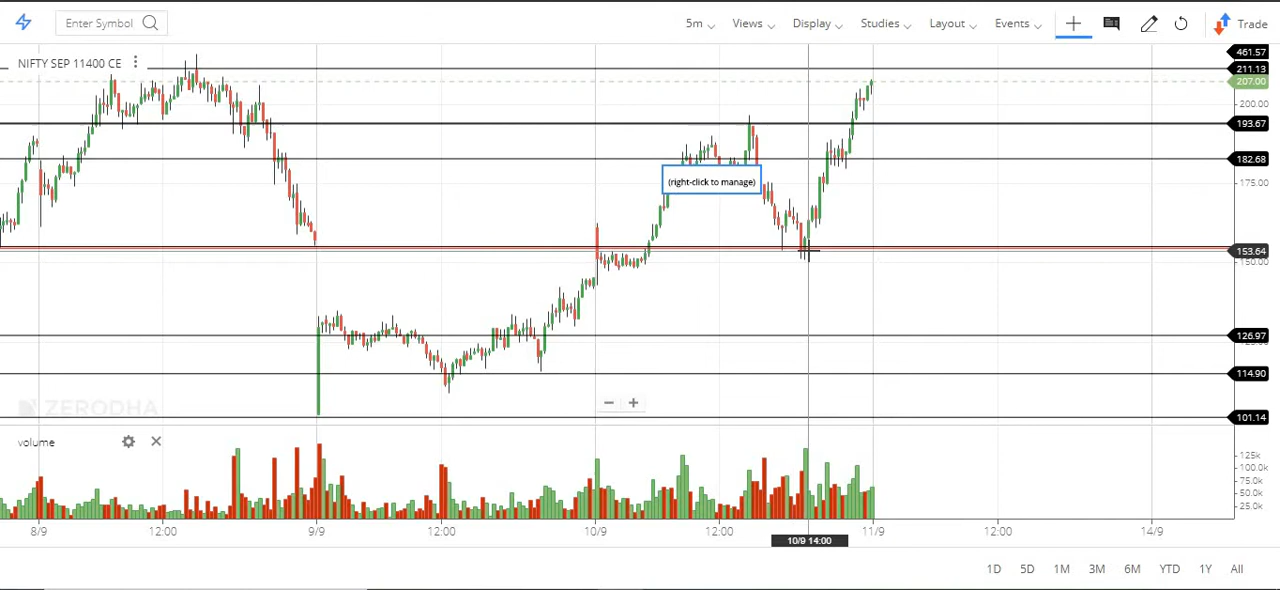 Enter Symbol
5m Views Display Studies Layout Events Trade
NIFTY SEP 11400 CE
461.57
211.13
207.00
200.00
193.67
182.68
175.00
(right-click to manage)
153.64
150.00
126.97
114.90
101.14
ZERODHA
volume
125k
100.0k
75.0k
50.0k
25.0k
8/9 12:00 9/9 12:00 10/9 12:00 11/9 12:00 14/9
10/9 14:00
1D 5D 1M 3M 6M YTD 1Y All